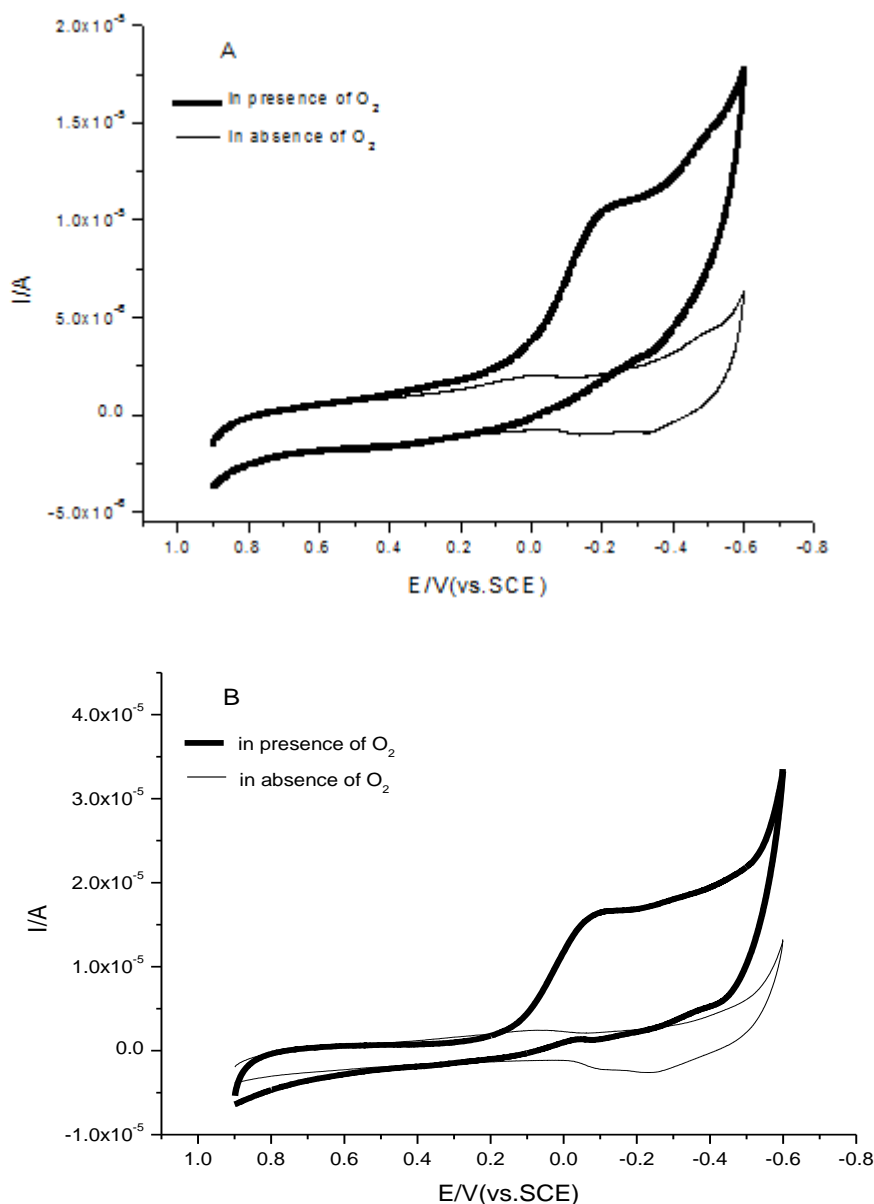 A
In presence of O₂
In absence of O₂
2.0x10⁻⁵
1.5x10⁻⁵
1.0x10⁻⁵
5.0x10⁻⁶
0.0
-5.0x10⁻⁶
I/A
1.0 0.8 0.6 0.4 0.2 0.0 -0.2 -0.4 -0.6 -0.8
E/V(vs.SCE)
B
in presence of O₂
in absence of O₂
4.0x10⁻⁵
3.0x10⁻⁵
2.0x10⁻⁵
1.0x10⁻⁵
0.0
-1.0x10⁻⁵
I/A
1.0 0.8 0.6 0.4 0.2 0.0 -0.2 -0.4 -0.6 -0.8
E/V(vs.SCE)